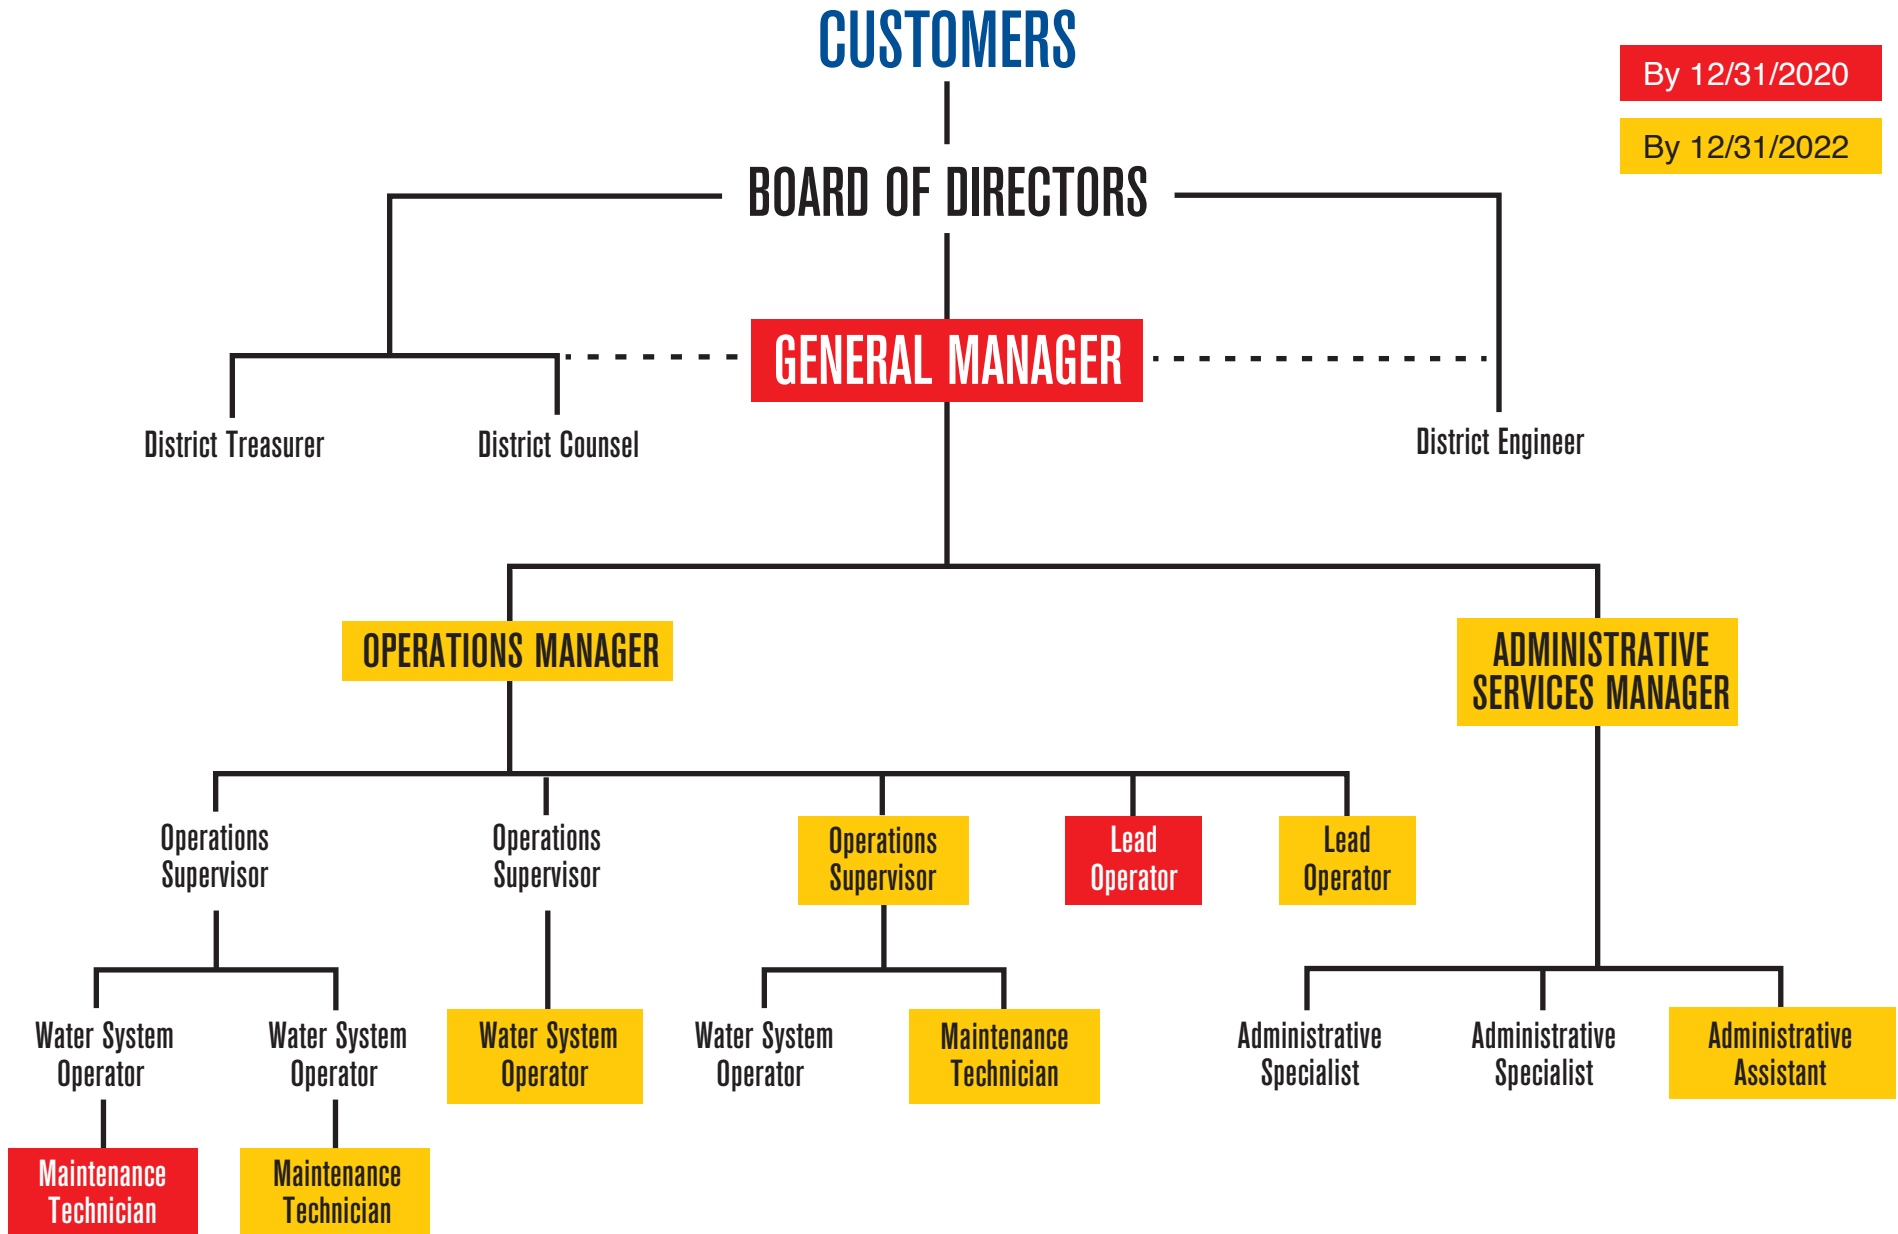 CUSTOMERS
By 12/31/2020
By 12/31/2022
BOARD OF DIRECTORS
GENERAL MANAGER
District Treasurer
District Counsel
District Engineer
OPERATIONS MANAGER
ADMINISTRATIVE
SERVICES MANAGER
Operations
Supervisor
Operations
Supervisor
Operations
Supervisor
Lead
Operator
Lead
Operator
Water System
Operator
Water System
Operator
Water System
Operator
Water System
Operator
Maintenance
Technician
Administrative
Specialist
Administrative
Specialist
Administrative
Assistant
Maintenance
Technician
Maintenance
Technician